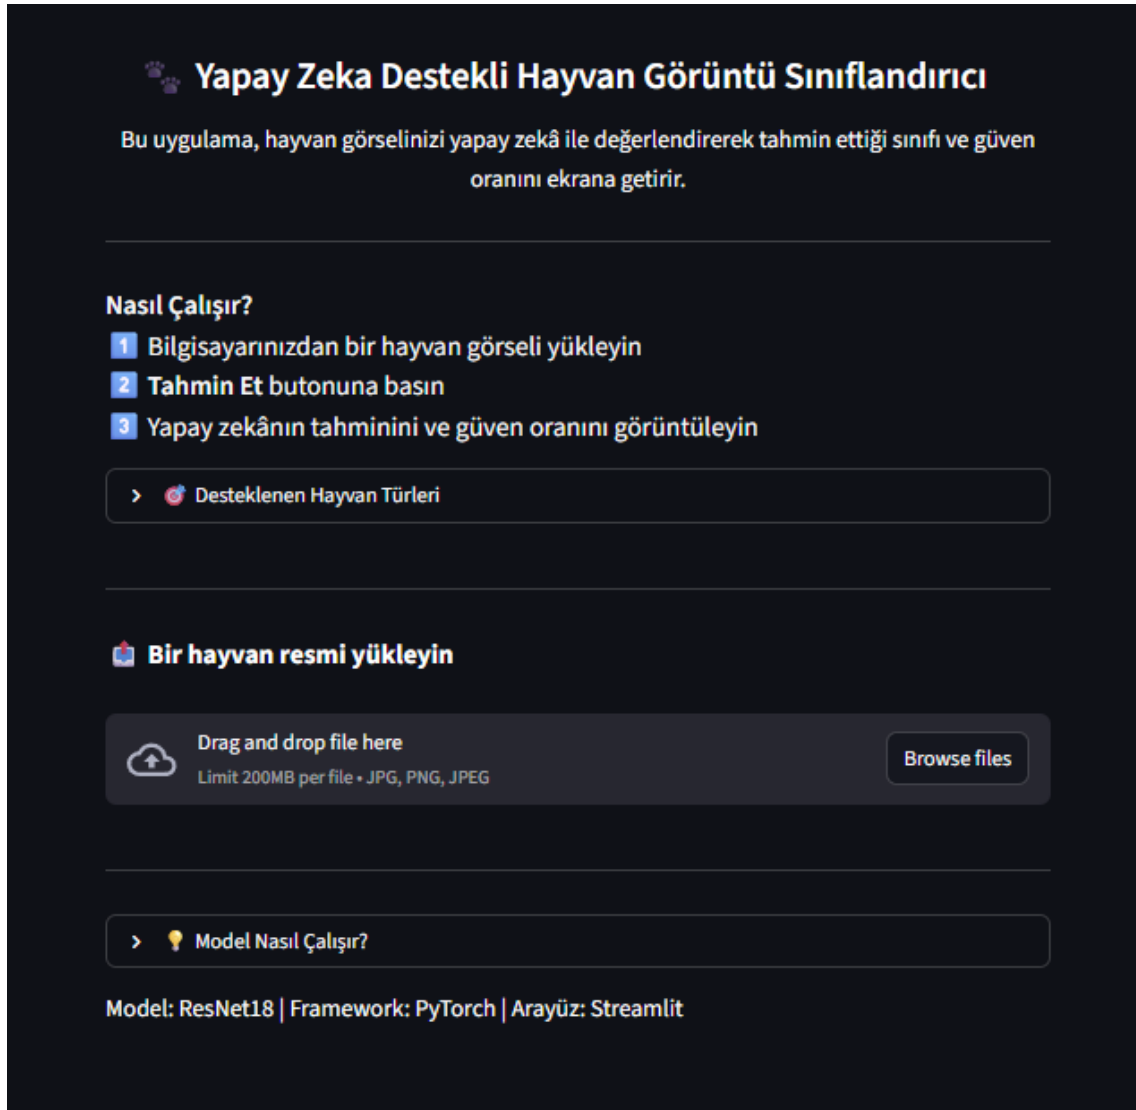 🐾 Yapay Zeka Destekli Hayvan Görüntü Sınıflandırıcı
Bu uygulama, hayvan görselinizi yapay zekâ ile değerlendirerek tahmin ettiği sınıfı ve güven
oranını ekrana getirir.
Nasıl Çalışır?
1️⃣ Bilgisayarınızdan bir hayvan görseli yükleyin
2️⃣ Tahmin Et butonuna basın
3️⃣ Yapay zekânın tahminini ve güven oranını görüntüleyin
🎯 Desteklenen Hayvan Türleri
📤 Bir hayvan resmi yükleyin
Drag and drop file here
Limit 200MB per file • JPG, PNG, JPEG
Browse files
💡 Model Nasıl Çalışır?
Model: ResNet18 | Framework: PyTorch | Arayüz: Streamlit